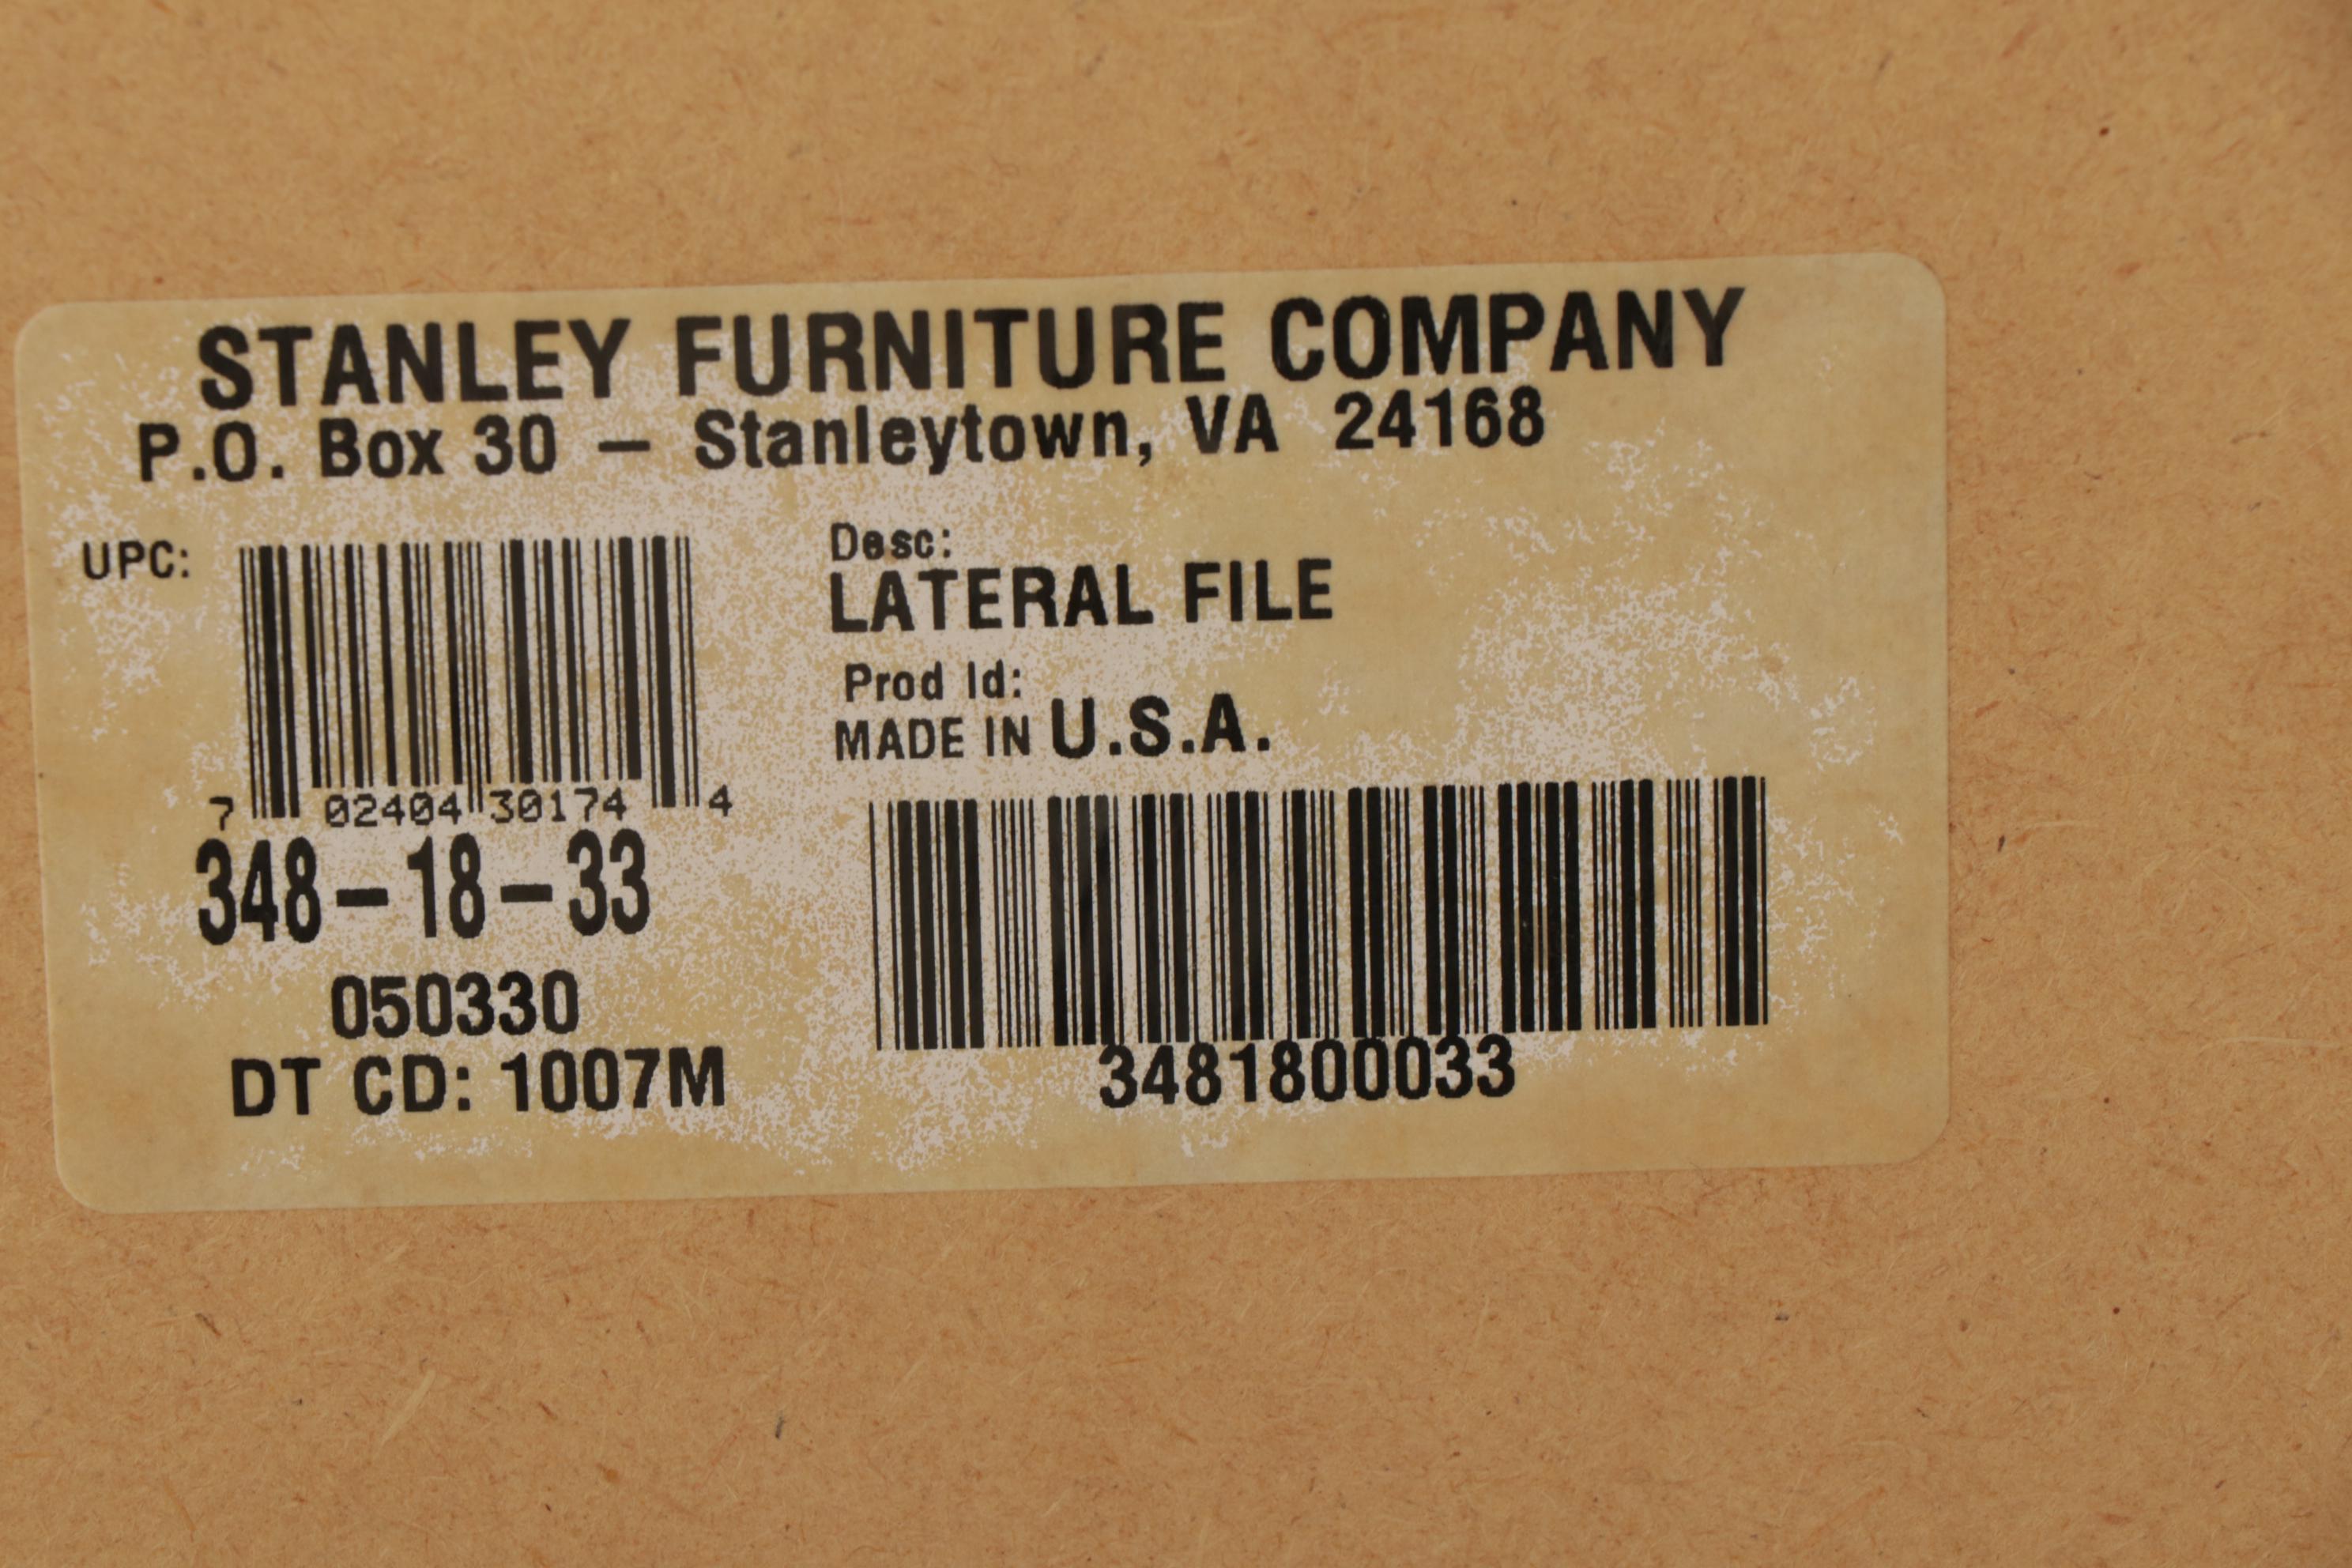 STANLEY FURNITURE COMPANY
P.O. Box 30 – Stanleytown, VA 24168
UPC:
7 02404 30174 4
348-18-33
050330
DT CD: 1007M
Desc:
LATERAL FILE
Prod Id:
MADE IN U.S.A.
3481800033